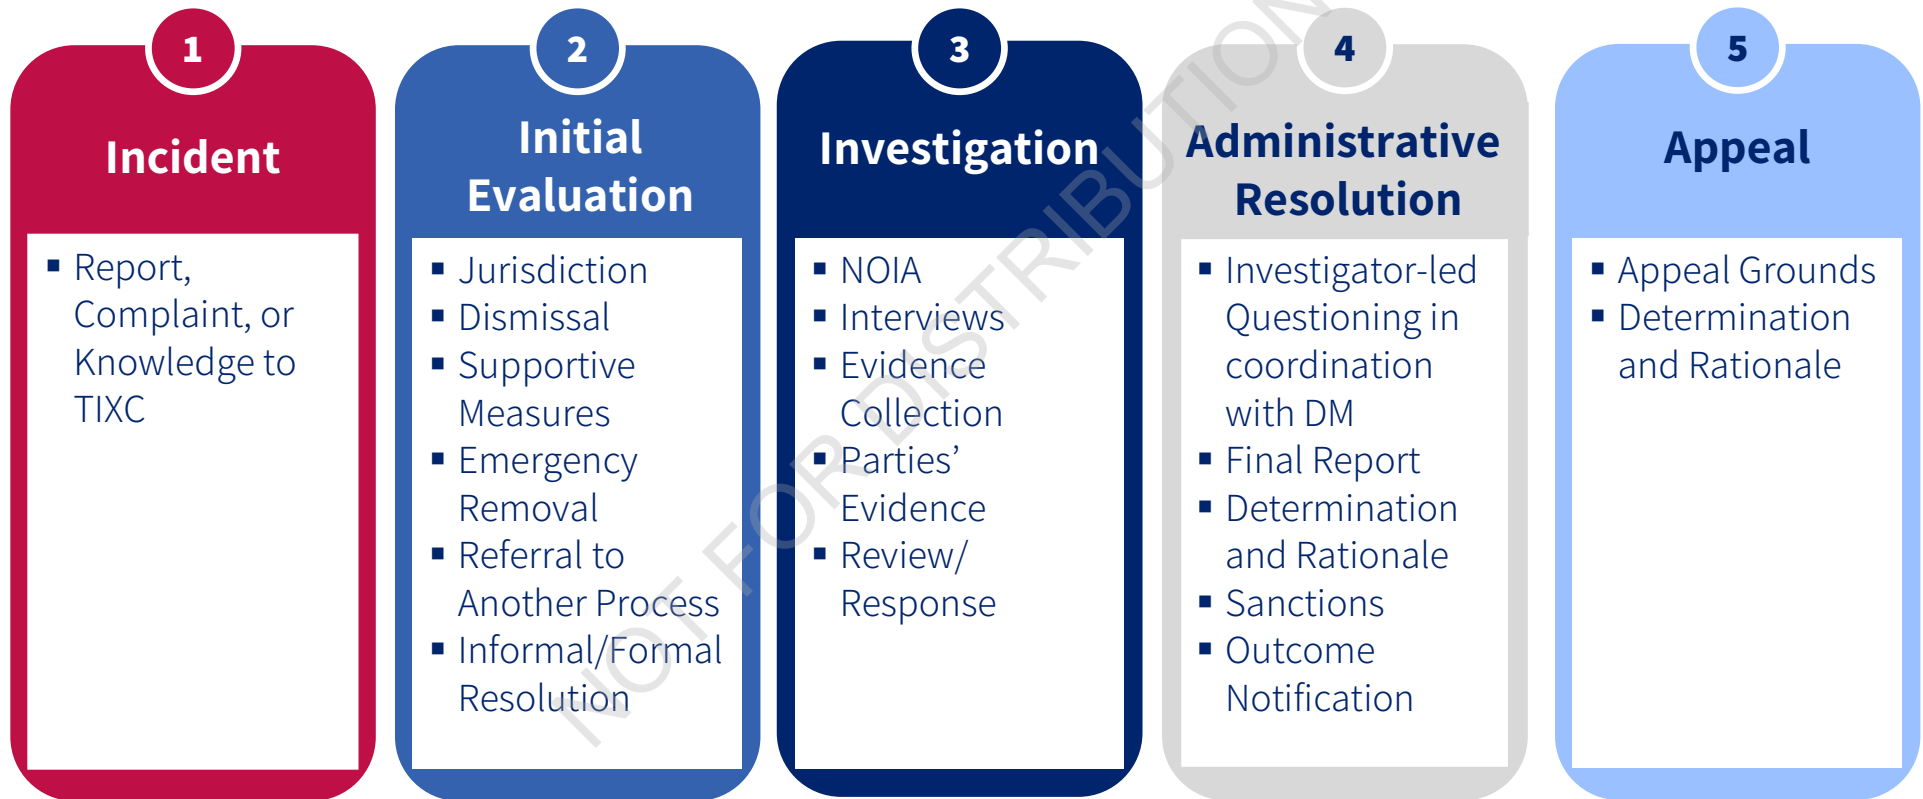 1
Incident
▪ Report,
Complaint, or
Knowledge to
TIXC
2
Initial
Evaluation
▪ Jurisdiction
▪ Dismissal
▪ Supportive
Measures
▪ Emergency
Removal
▪ Referral to
Another Process
▪ Informal/Formal
Resolution
3
Investigation
▪ NOIA
▪ Interviews
▪ Evidence
Collection
▪ Parties’
Evidence
▪ Review/
Response
4
Administrative
Resolution
▪ Investigator-led
Questioning in
coordination
with DM
▪ Final Report
▪ Determination
and Rationale
▪ Sanctions
▪ Outcome
Notification
5
Appeal
▪ Appeal Grounds
▪ Determination
and Rationale
NOT FOR DISTRIBUTION